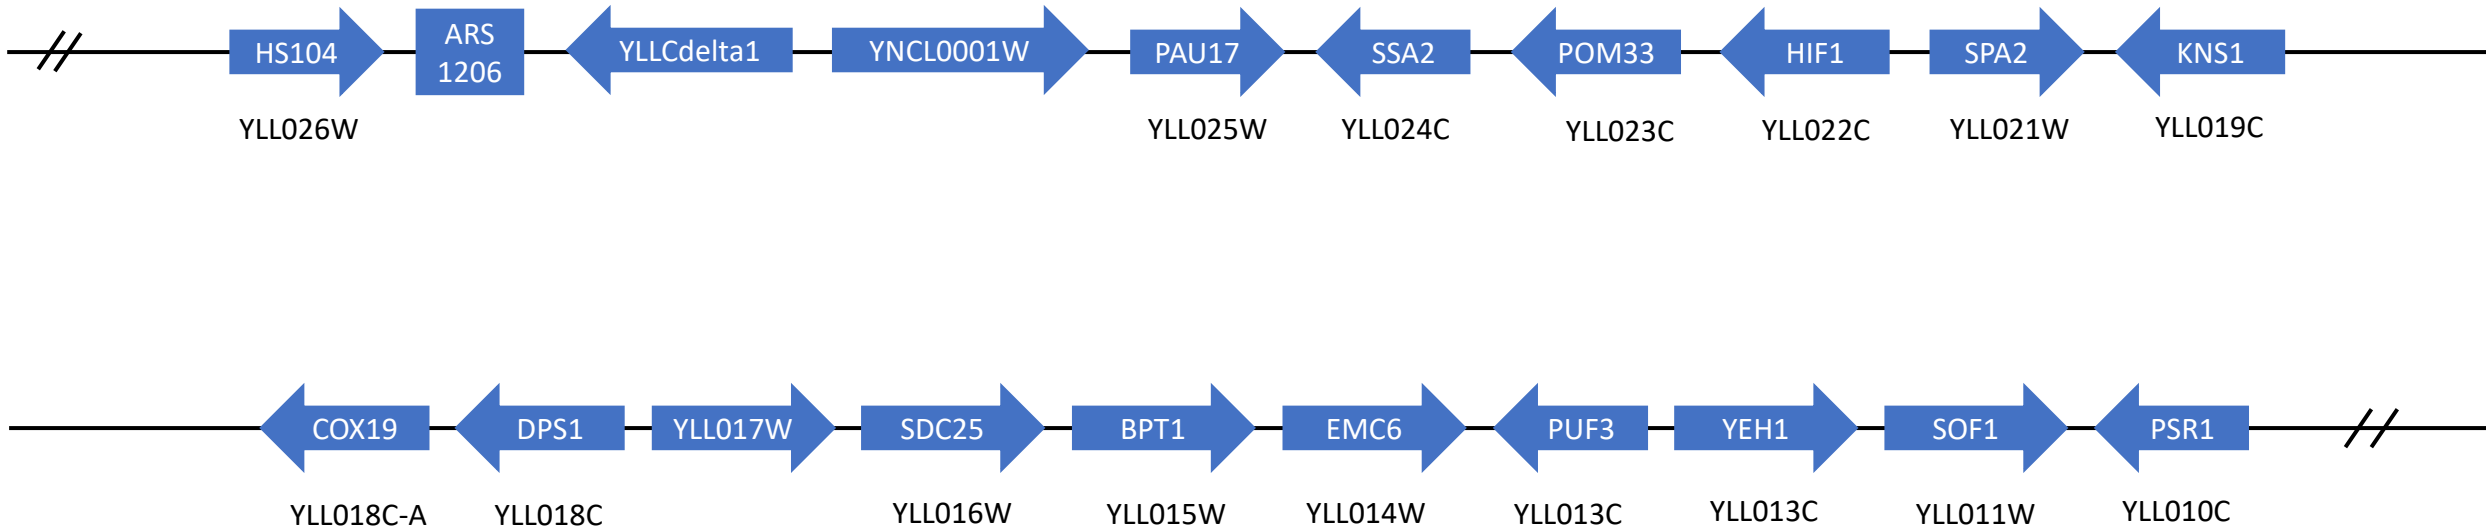 HS104
ARS
1206
YLLCdelta1
YNCL0001W
PAU17
SSA2
POM33
HIF1
SPA2
KNS1
YLL026W
YLL025W
YLL024C
YLL023C
YLL022C
YLL021W
YLL019C
COX19
DPS1
YLL017W
SDC25
BPT1
EMC6
PUF3
YEH1
SOF1
PSR1
YLL018C-A
YLL018C
YLL016W
YLL015W
YLL014W
YLL013C
YLL013C
YLL011W
YLL010C